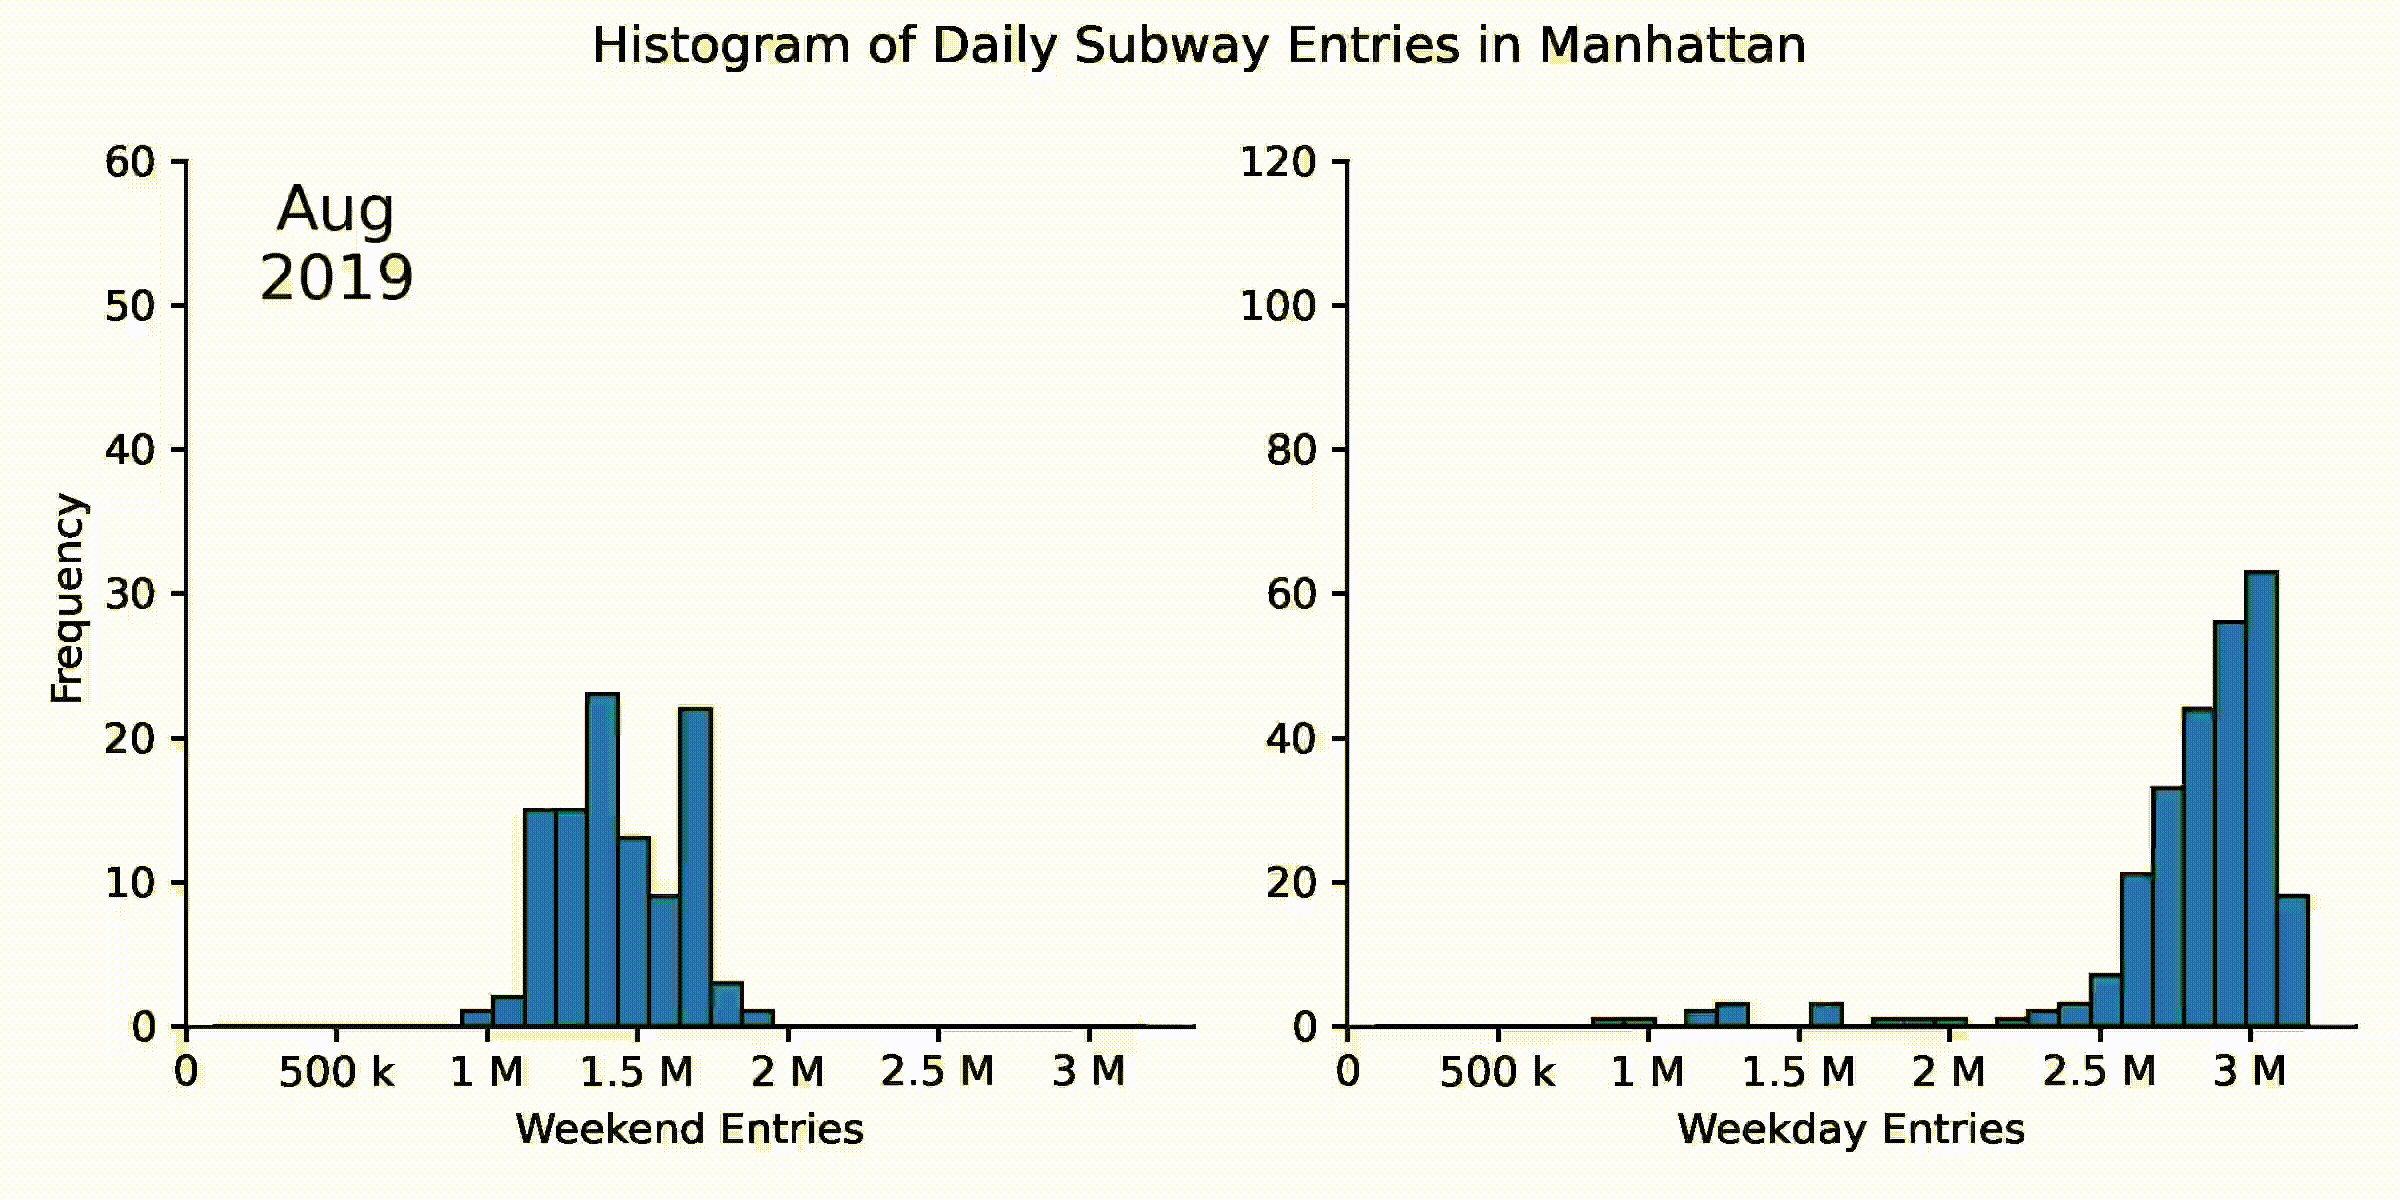 Histogram of Daily Subway Entries in Manhattan
Aug
2019
Frequency
60
50
40
30
20
10
0
0 500 k 1 M 1.5 M 2 M 2.5 M 3 M
Weekend Entries
120
100
80
60
40
20
0
0 500 k 1 M 1.5 M 2 M 2.5 M 3 M
Weekday Entries